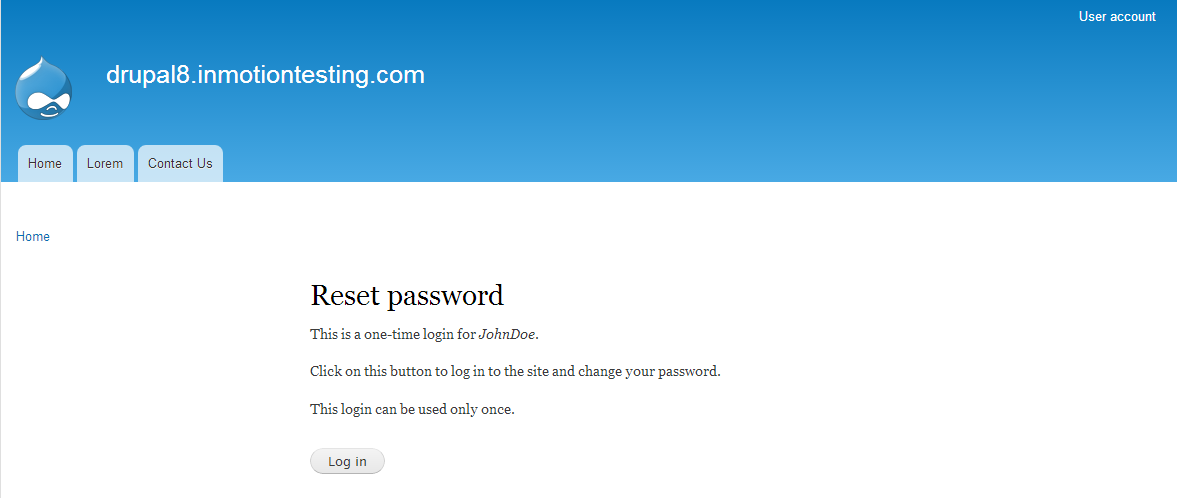 User account
drupal8.inmotiontesting.com
Home
Lorem
Contact Us
Home
Reset password
This is a one-time login for JohnDoe.
Click on this button to log in to the site and change your password.
This login can be used only once.
Log in